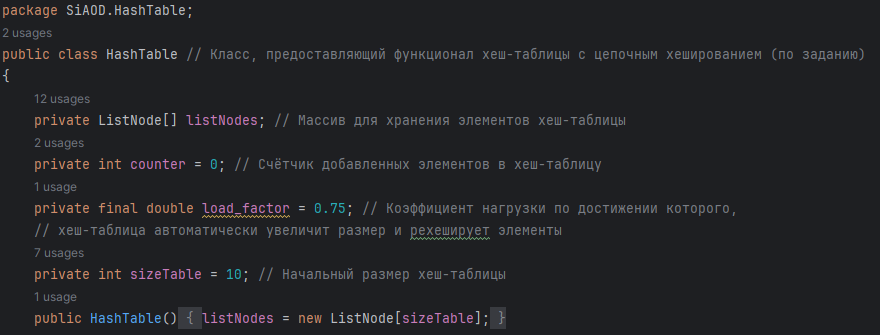 package SiAOD.HashTable;
2 usages
public class HashTable // Класс, предоставляющий функционал хеш-таблицы с цепочным хешированием (по заданию)
{
12 usages
private ListNode[] listNodes; // Массив для хранения элементов хеш-таблицы
2 usages
private int counter = 0; // Счётчик добавленных элементов в хеш-таблицу
1 usage
private final double load_factor = 0.75; // Коэффициент нагрузки по достижении которого,
// хеш-таблица автоматически увеличит размер и рехеширует элементы
7 usages
private int sizeTable = 10; // Начальный размер хеш-таблицы
1 usage
public HashTable() { listNodes = new ListNode[sizeTable]; }